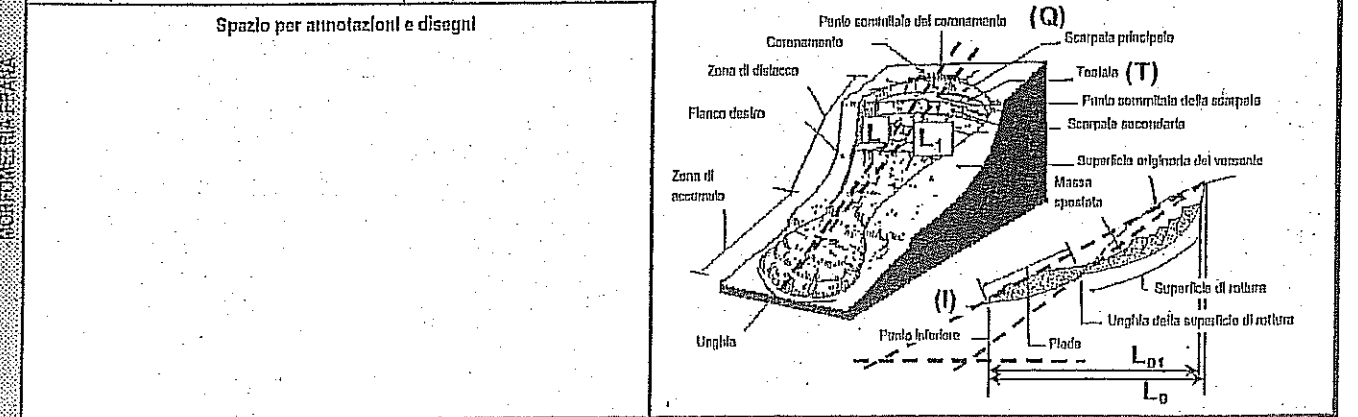 MORFOMETRIA FRANA
Spazio per annotazioni e disegni
Punto sommitale del coronamento (Q)
Coronamento
Scarpata principale
Zona di distacco
Testata (T)
Punto sommitale della scarpata
Fianco destro
Scarpata secondaria
L L1
Superficie originaria del versante
Zona di
accumulo
Massa
spostata
(I)
Superficie di rottura
Unghia della superficie di rottura
Unghia
Punto Inferiore
Piede
L01
L0